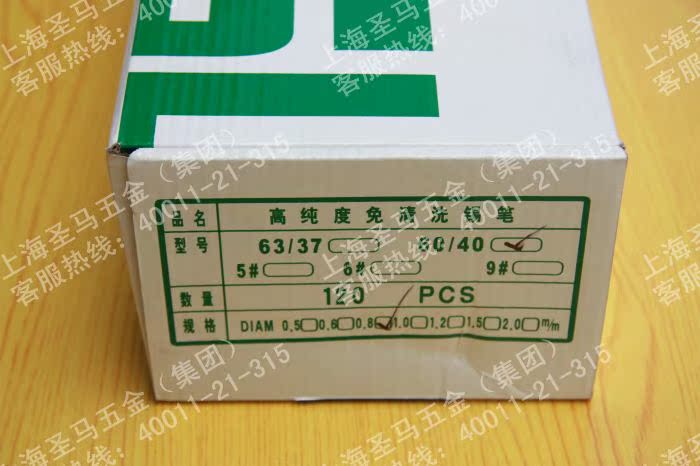 品名 高纯度免清洗锡笔
型号 63/37 60/40
5# 6# 9#
数量 120 PCS
规格 DIAM 0.5 0.6 0.8 1.0 1.2 1.5 2.0 m/m
上海圣马五金（集团）
客服热线：40011-21-315